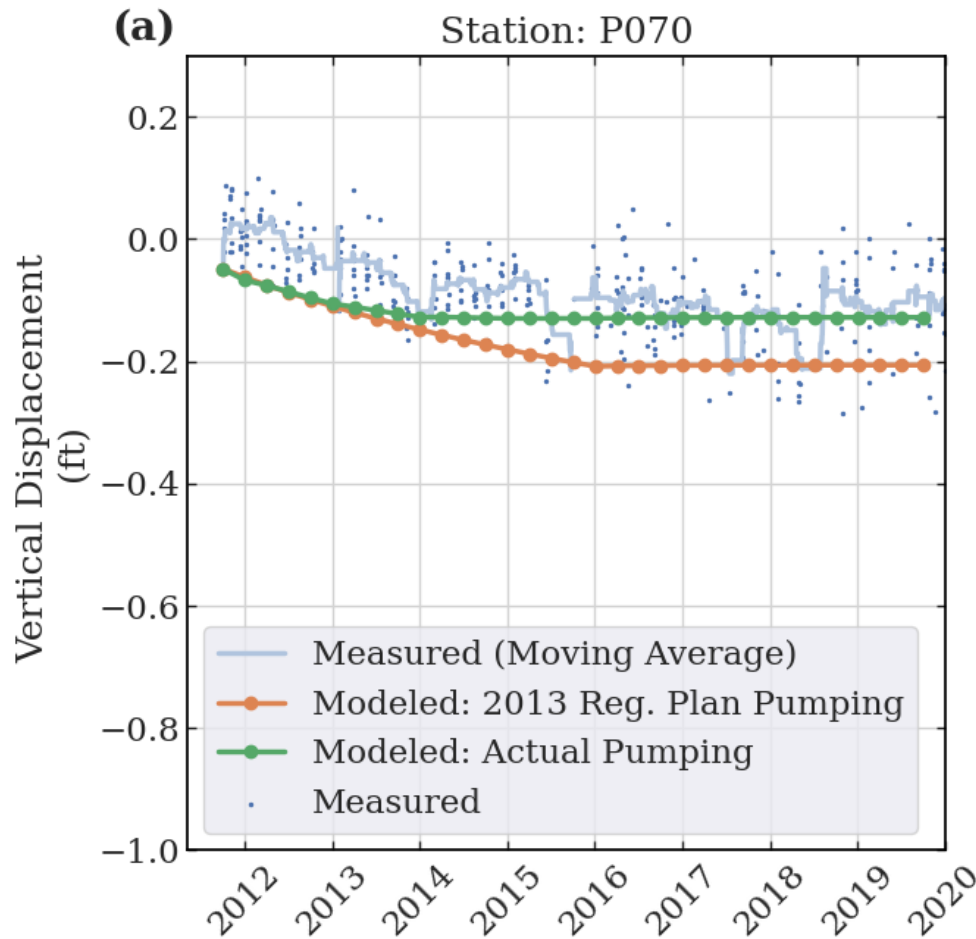 (a)
Station: P070
Vertical Displacement
(ft)
0.2
0.0
−0.2
−0.4
−0.6
−0.8
−1.0
Measured (Moving Average)
Modeled: 2013 Reg. Plan Pumping
Modeled: Actual Pumping
Measured
2012
2013
2014
2015
2016
2017
2018
2019
2020